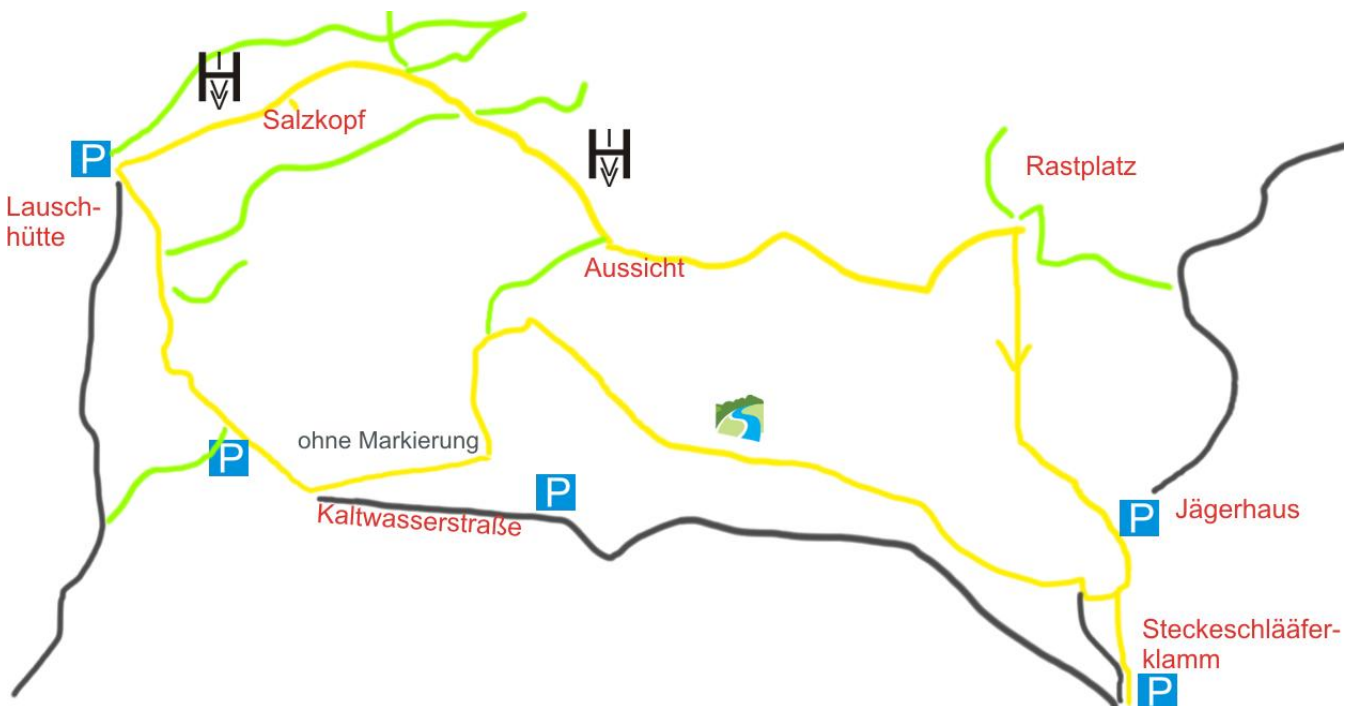 Salzkopf
P
Lausch-
hütte
Rastplatz
Aussicht
ohne Markierung
P
P
Kaltwasserstraße
P
Jägerhaus
Steckeschlääfer-
klamm
P